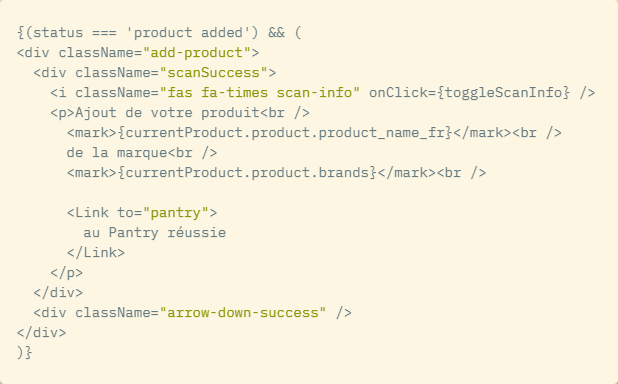 {(status === 'product added') && (
<div className="add-product">
  <div className="scanSuccess">
    <i className="fas fa-times scan-info" onClick={toggleScanInfo} />
    <p>Ajout de votre produit<br />
      <mark>{currentProduct.product.product_name_fr}</mark><br />
      de la marque<br />
      <mark>{currentProduct.product.brands}</mark><br />

      <Link to="pantry">
        au Pantry réussie
      </Link>
    </p>
  </div>
  <div className="arrow-down-success" />
</div>
)}